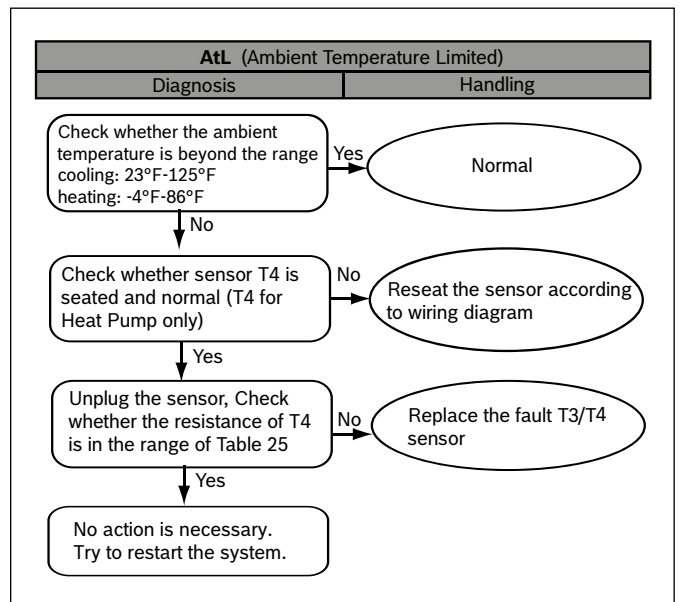 AtL (Ambient Temperature Limited)
Diagnosis
Handling
Check whether the ambient
temperature is beyond the range
cooling: 23°F-125°F
heating: -4°F-86°F
Yes
Normal
No
Check whether sensor T4 is
seated and normal (T4 for
Heat Pump only)
No
Reseat the sensor according
to wiring diagram
Yes
Unplug the sensor, Check
whether the resistance of T4
is in the range of Table 25
No
Replace the fault T3/T4
sensor
Yes
No action is necessary.
Try to restart the system.